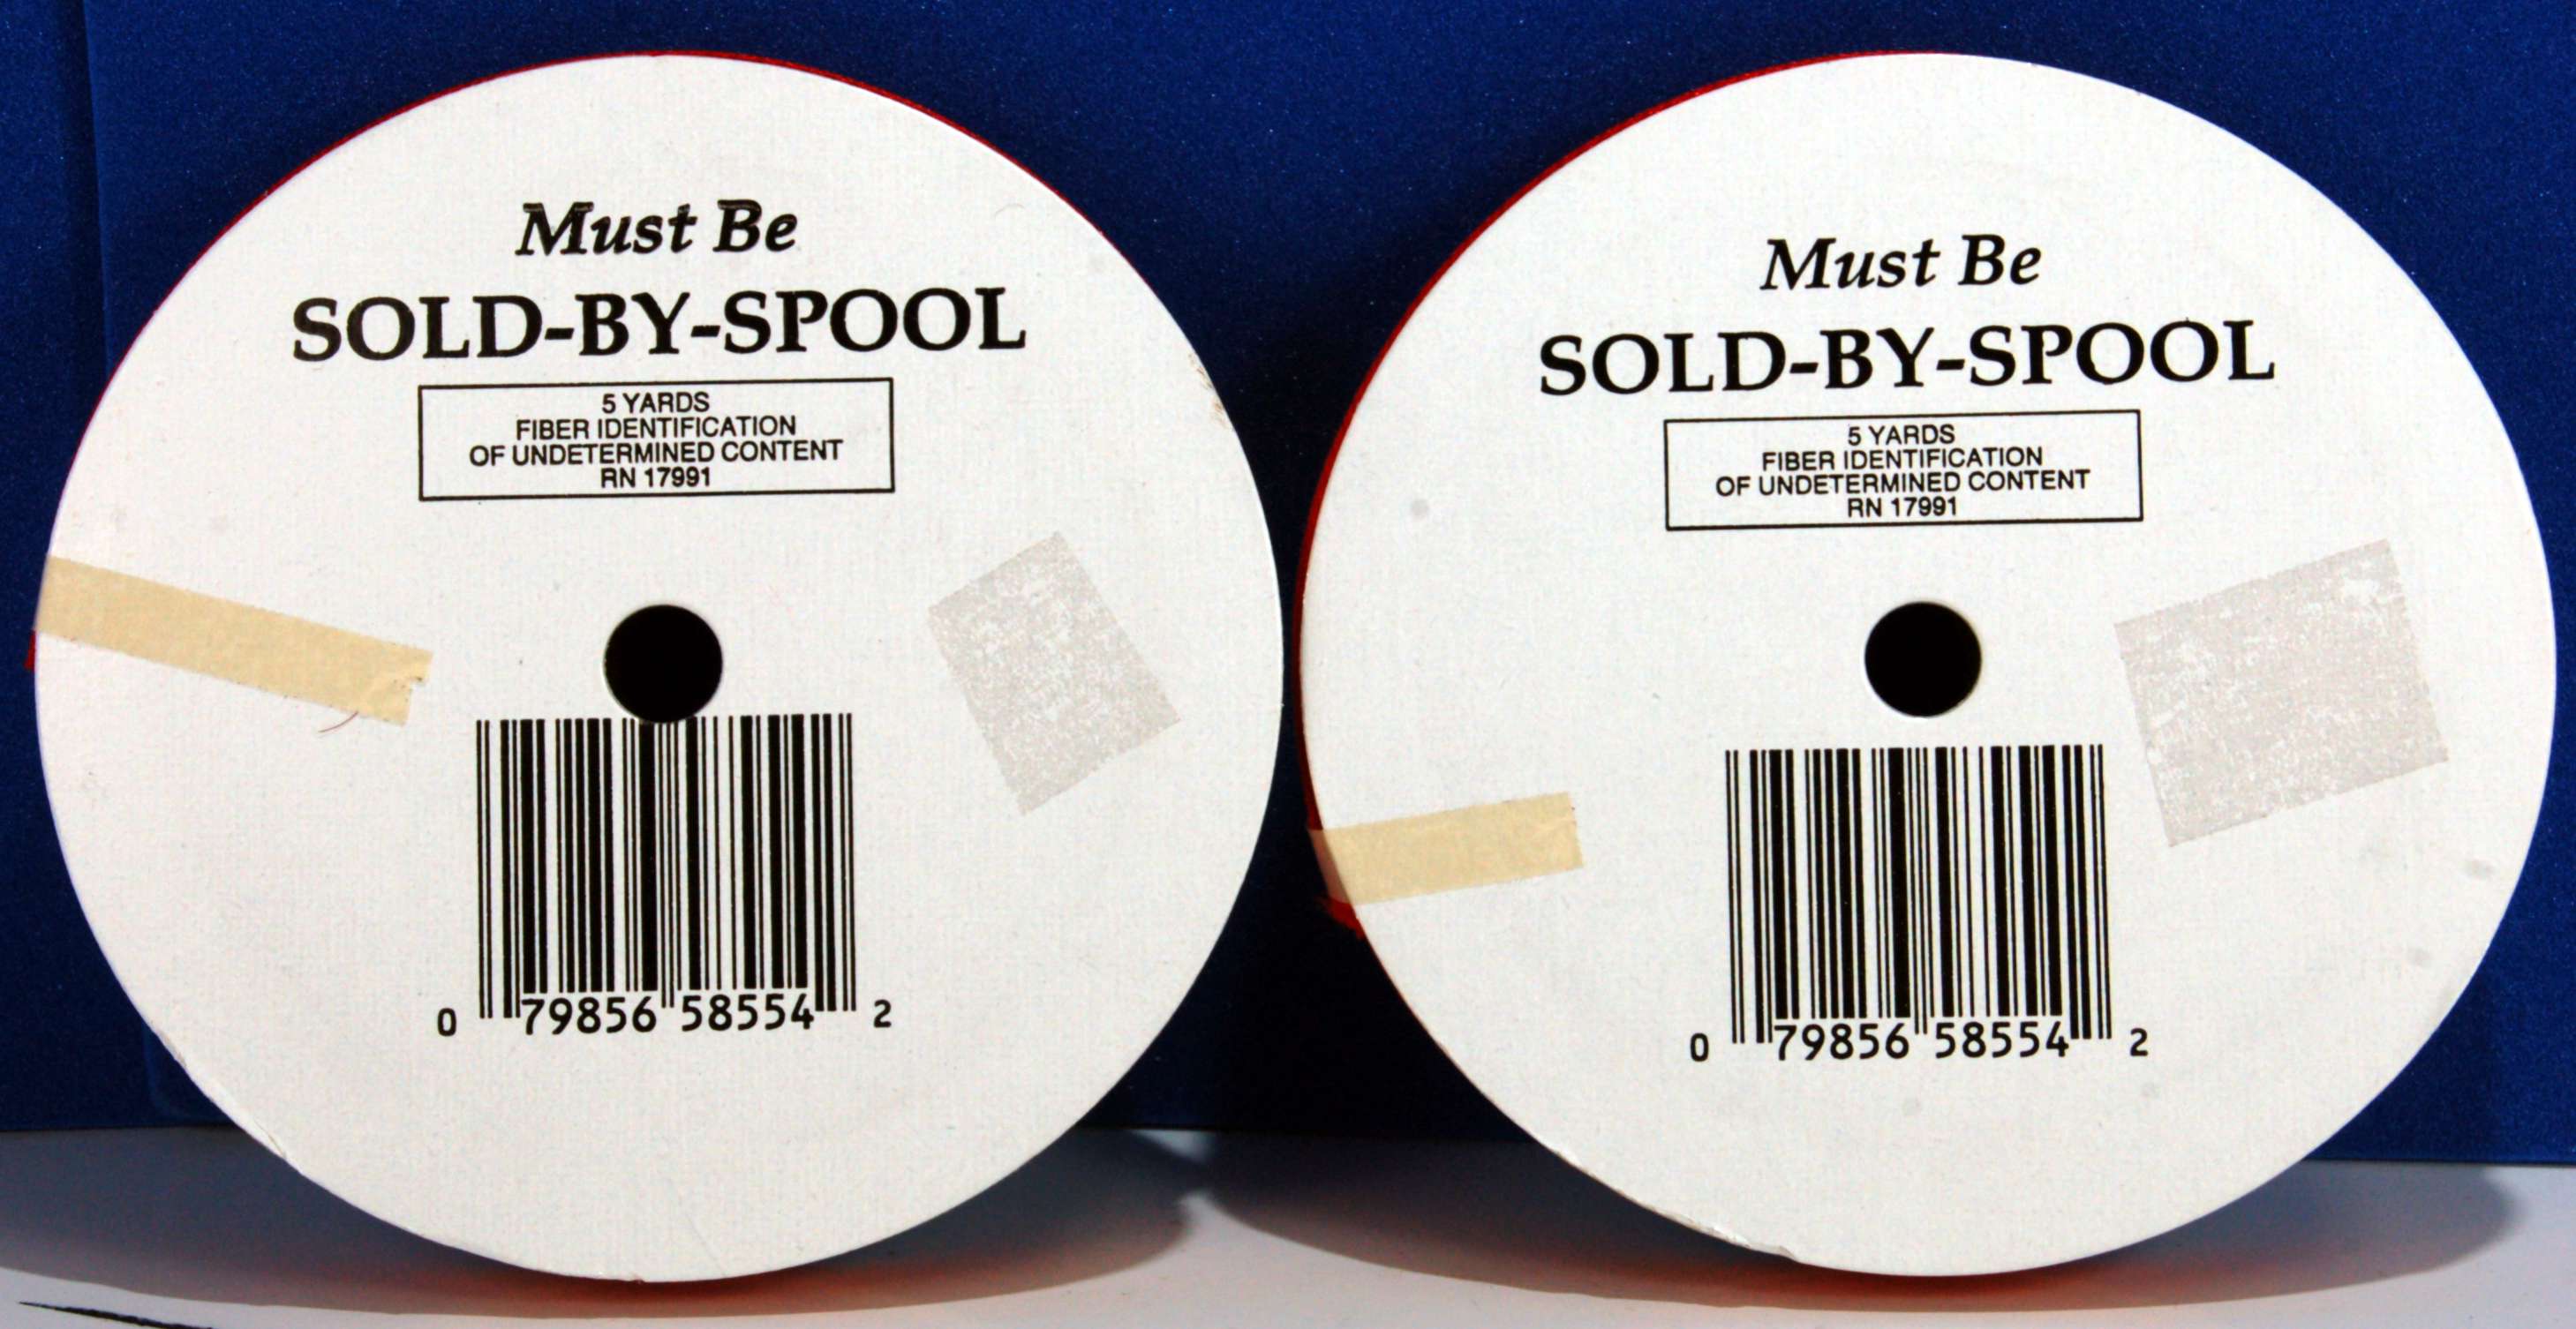 Must Be
SOLD-BY-SPOOL
5 YARDS
FIBER IDENTIFICATION
OF UNDETERMINED CONTENT
RN 17991
0 79856 58554 2
Must Be
SOLD-BY-SPOOL
5 YARDS
FIBER IDENTIFICATION
OF UNDETERMINED CONTENT
RN 17991
0 79856 58554 2